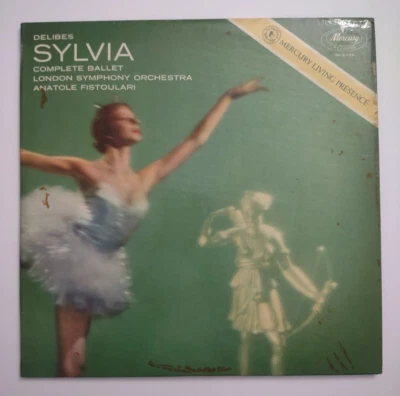 DELIBES
SYLVIA
COMPLETE BALLET
LONDON SYMPHONY ORCHESTRA
ANATOLE FISTOULARI
MERCURY LIVING PRESENCE
Mercury